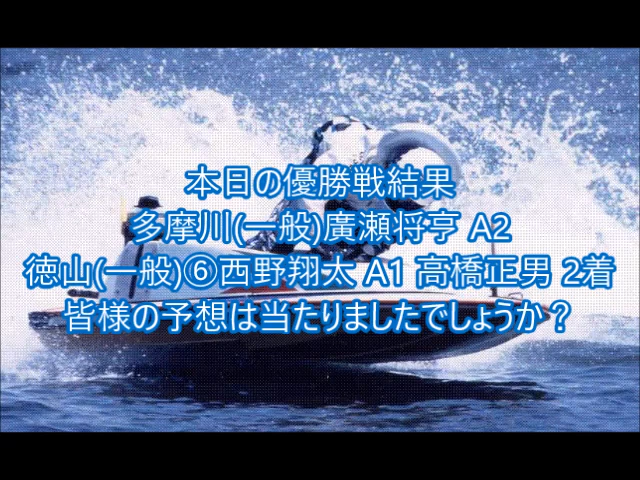 本日の優勝戦結果
多摩川(一般)廣瀬将亨 A2
徳山(一般)⑥西野翔太 A1 高橋正男 2着
皆様の予想は当たりましたでしょうか？